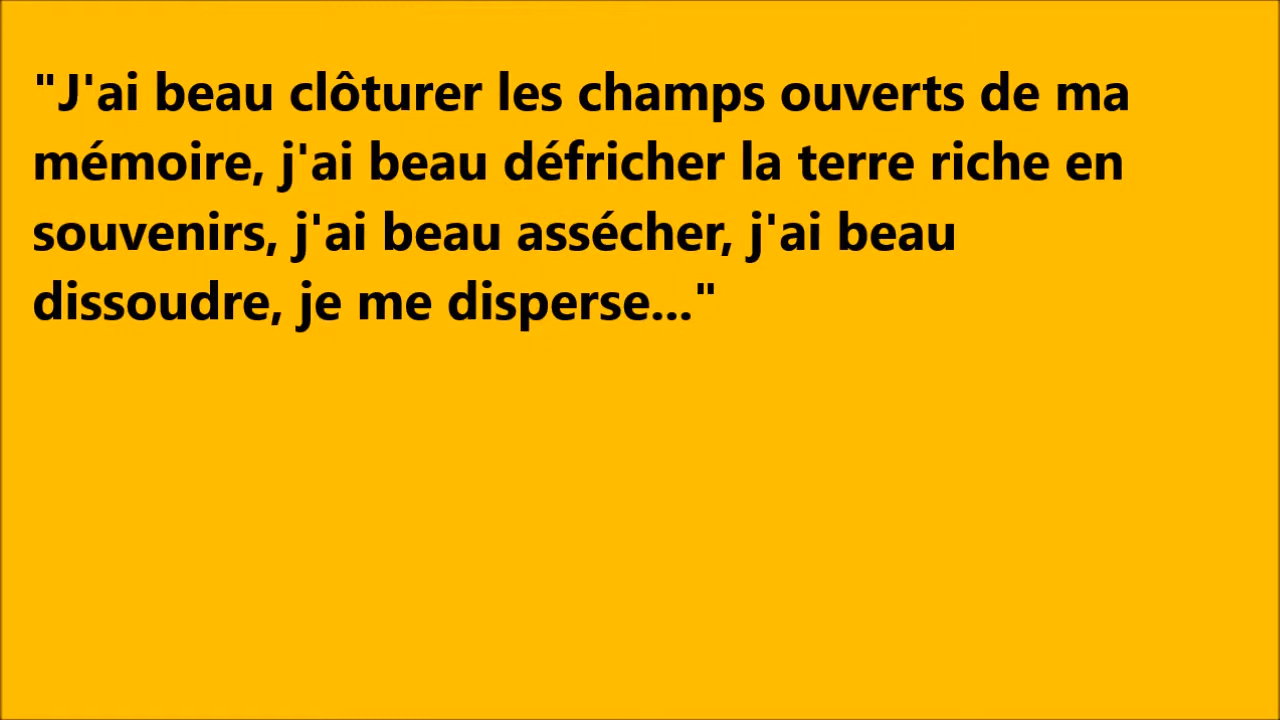 "J'ai beau clôturer les champs ouverts de ma
mémoire, j'ai beau défricher la terre riche en
souvenirs, j'ai beau assécher, j'ai beau
dissoudre, je me disperse..."